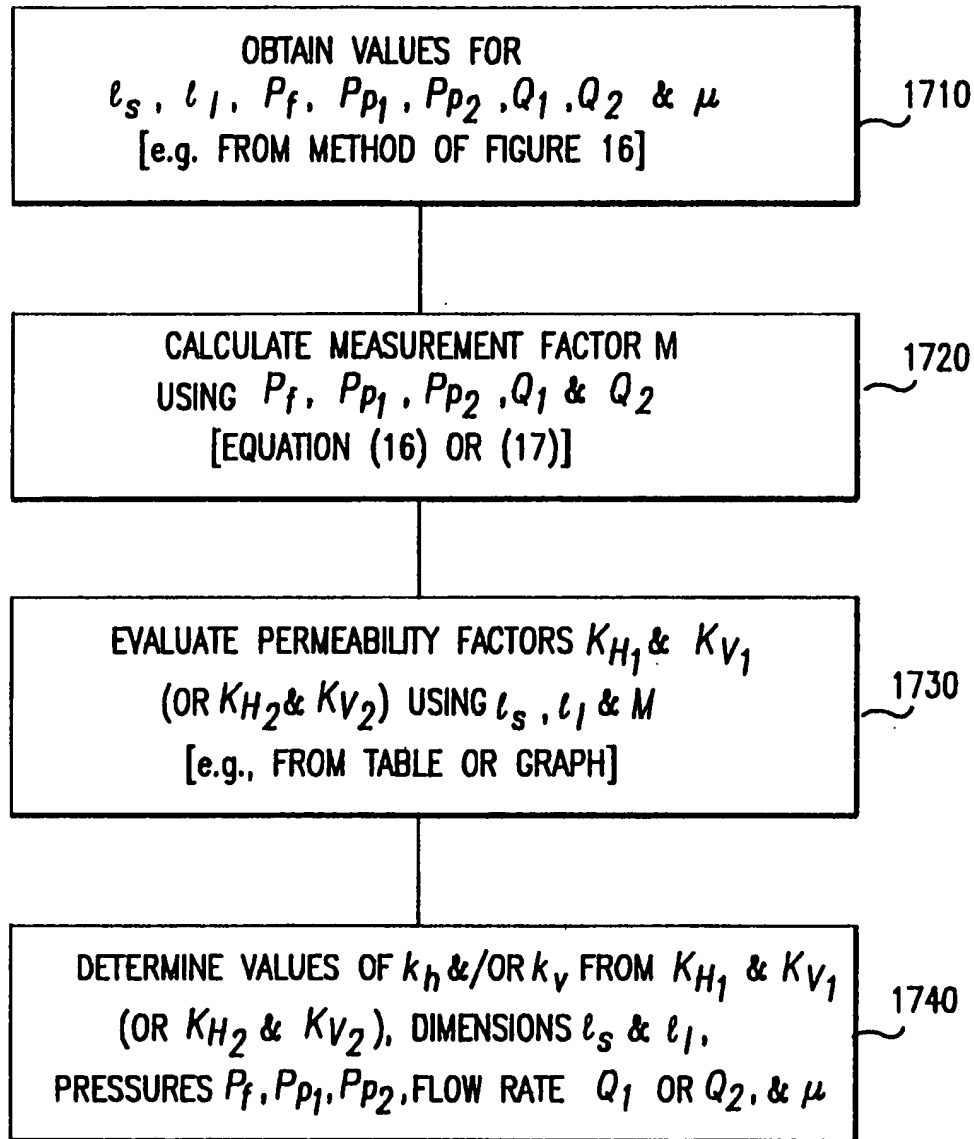 OBTAIN VALUES FOR
ℓs, ℓl, Pf, Pp1, Pp2, Q1, Q2 & μ
[e.g. FROM METHOD OF FIGURE 16]
1710
CALCULATE MEASUREMENT FACTOR M
USING Pf, Pp1, Pp2, Q1 & Q2
[EQUATION (16) OR (17)]
1720
EVALUATE PERMEABILITY FACTORS KH1 & KV1
(OR KH2 & KV2) USING ℓs, ℓl & M
[e.g., FROM TABLE OR GRAPH]
1730
DETERMINE VALUES OF kh &/OR kv FROM KH1 & KV1
(OR KH2 & KV2), DIMENSIONS ℓs & ℓl,
PRESSURES Pf, Pp1, Pp2, FLOW RATE Q1 OR Q2, & μ
1740